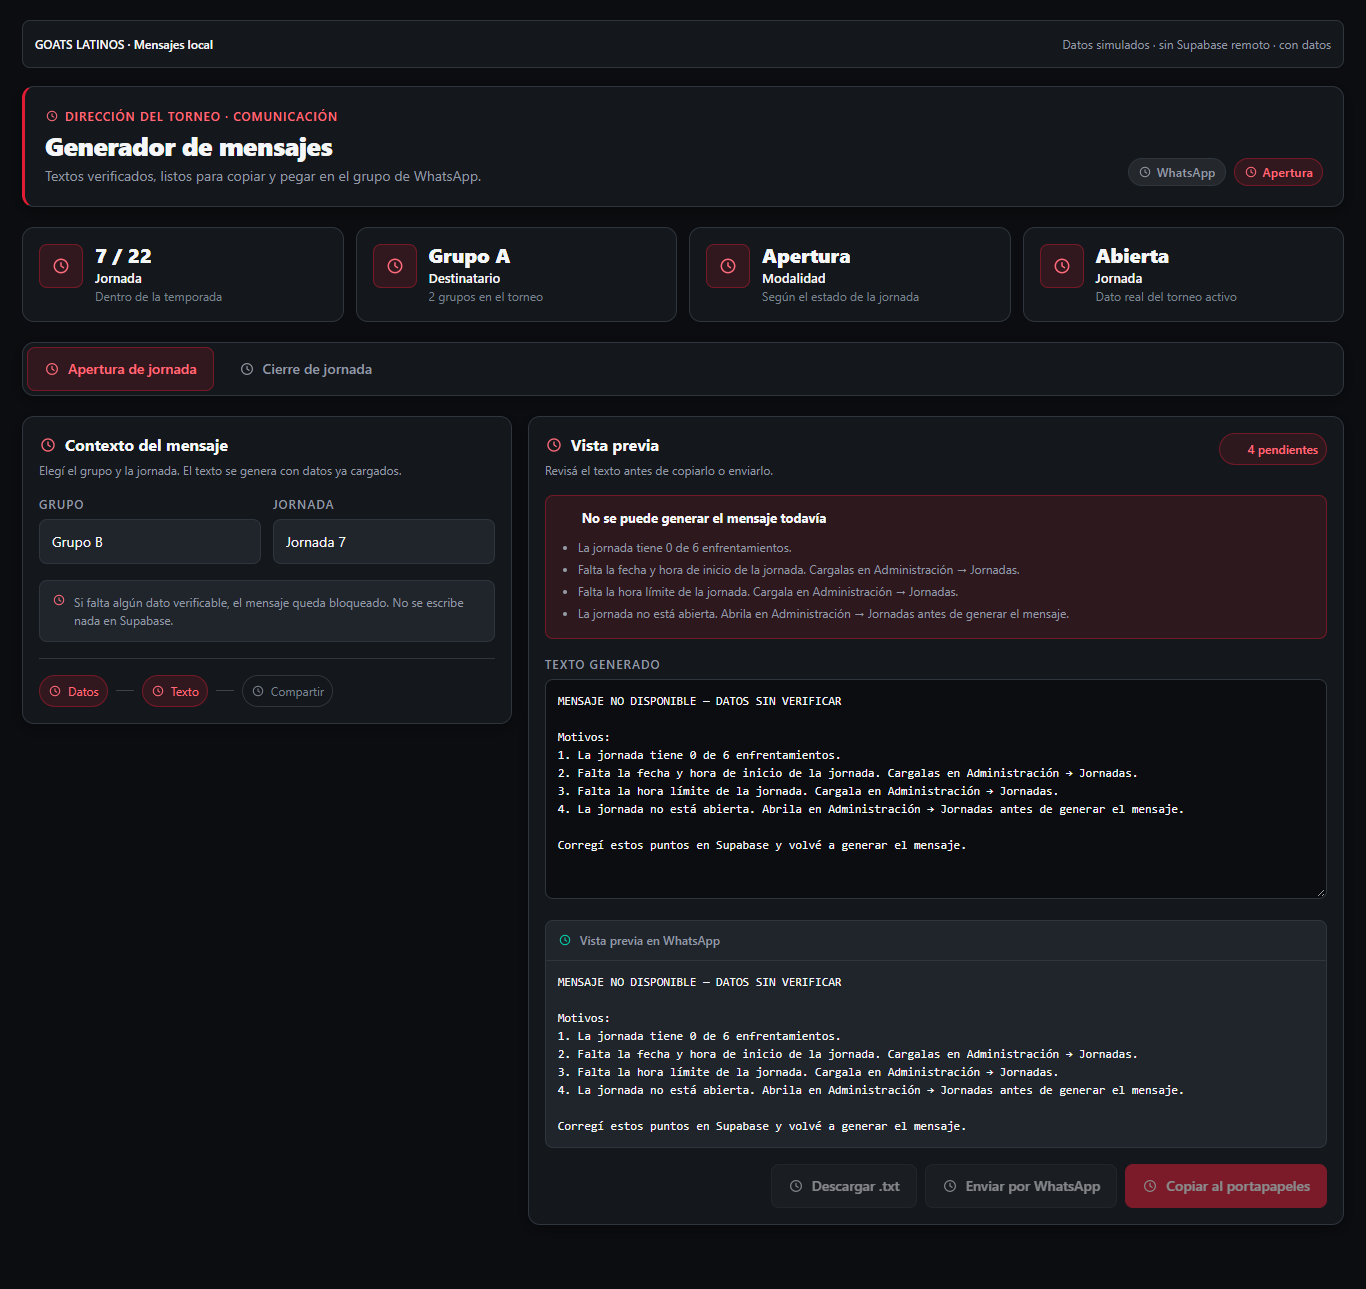 GOATS LATINOS · Mensajes local
Datos simulados · sin Supabase remoto · con datos
DIRECCIÓN DEL TORNEO · COMUNICACIÓN
Generador de mensajes
Textos verificados, listos para copiar y pegar en el grupo de WhatsApp.
WhatsApp
Apertura
7 / 22
Jornada
Dentro de la temporada
Grupo A
Destinatario
2 grupos en el torneo
Apertura
Modalidad
Según el estado de la jornada
Abierta
Jornada
Dato real del torneo activo
Apertura de jornada
Cierre de jornada
Contexto del mensaje
Elegí el grupo y la jornada. El texto se genera con datos ya cargados.
GRUPO
JORNADA
Grupo B
Jornada 7
Si falta algún dato verificable, el mensaje queda bloqueado. No se escribe
nada en Supabase.
Datos
Texto
Compartir
Vista previa
4 pendientes
Revisá el texto antes de copiarlo o enviarlo.
No se puede generar el mensaje todavía
• La jornada tiene 0 de 6 enfrentamientos.
• Falta la fecha y hora de inicio de la jornada. Cargalas en Administración → Jornadas.
• Falta la hora límite de la jornada. Cargala en Administración → Jornadas.
• La jornada no está abierta. Abrila en Administración → Jornadas antes de generar el mensaje.
TEXTO GENERADO
MENSAJE NO DISPONIBLE — DATOS SIN VERIFICAR
Motivos:
1. La jornada tiene 0 de 6 enfrentamientos.
2. Falta la fecha y hora de inicio de la jornada. Cargalas en Administración → Jornadas.
3. Falta la hora límite de la jornada. Cargala en Administración → Jornadas.
4. La jornada no está abierta. Abrila en Administración → Jornadas antes de generar el mensaje.
Corregí estos puntos en Supabase y volvé a generar el mensaje.
Vista previa en WhatsApp
MENSAJE NO DISPONIBLE — DATOS SIN VERIFICAR
Motivos:
1. La jornada tiene 0 de 6 enfrentamientos.
2. Falta la fecha y hora de inicio de la jornada. Cargalas en Administración → Jornadas.
3. Falta la hora límite de la jornada. Cargala en Administración → Jornadas.
4. La jornada no está abierta. Abrila en Administración → Jornadas antes de generar el mensaje.
Corregí estos puntos en Supabase y volvé a generar el mensaje.
Descargar .txt
Enviar por WhatsApp
Copiar al portapapeles